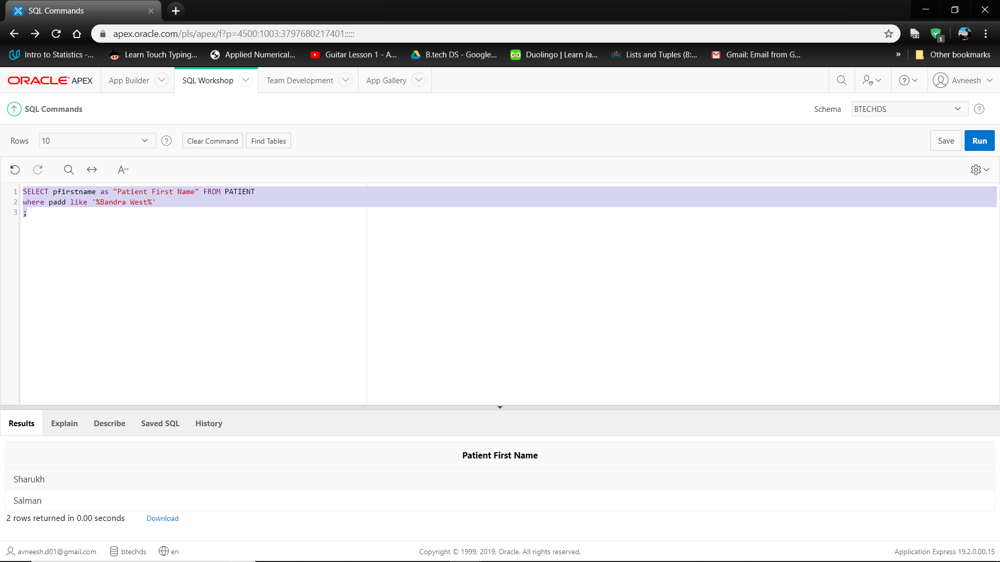 SQL Commands
apex.oracle.com/pls/apex/f?p=4500:1003:3797680217401:::::
OFF
1
Intro to Statistics -...
Learn Touch Typing...
Applied Numerical...
Guitar Lesson 1 - A...
B.tech DS - Google...
Duolingo | Learn Ja...
Lists and Tuples (8:...
Gmail: Email from G...
»
Other bookmarks
ORACLE APEX
App Builder
SQL Workshop
Team Development
App Gallery
Avneesh
SQL Commands
Schema
BTECHDS
Rows
10
Clear Command
Find Tables
Save
Run
A··
1 SELECT pfirstname as "Patient First Name" FROM PATIENT
2 where padd like '%Bandra West%'
3 ;
Results
Explain
Describe
Saved SQL
History
Patient First Name
Sharukh
Salman
2 rows returned in 0.00 seconds
Download
avneesh.d01@gmail.com
btechds
en
Copyright © 1999, 2019, Oracle. All rights reserved.
Application Express 19.2.0.00.15